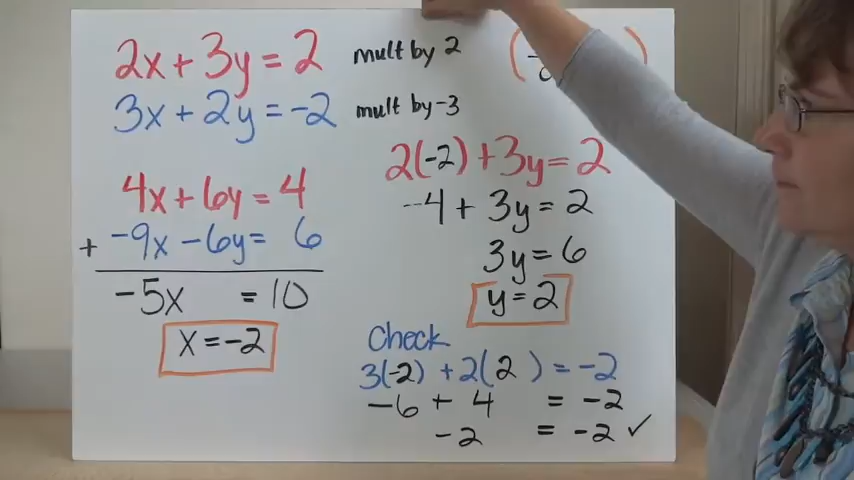 2x + 3y = 2 mult by 2
3x + 2y = -2 mult by -3
4x + 6y = 4
+ -9x - 6y = 6
-5x = 10
x = -2
2(-2) + 3y = 2
-4 + 3y = 2
3y = 6
y = 2
Check
3(-2) + 2(2) = -2
-6 + 4 = -2
-2 = -2 ✓